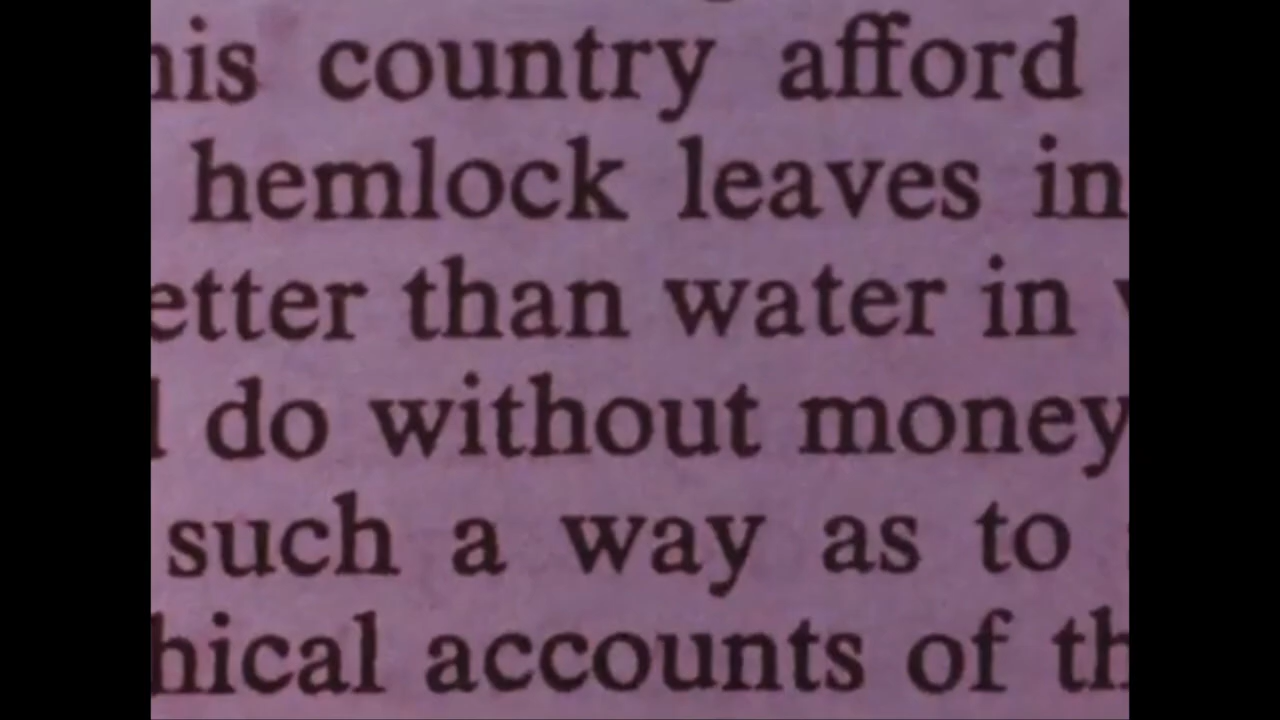 his country afford
hemlock leaves in
etter than water in
do without money
such a way as to
hical accounts of th